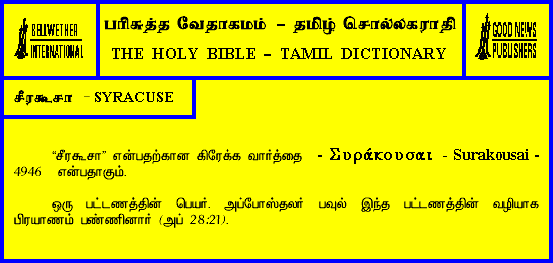 BELLWETHER
INTERNATIONAL
பரிசுத்த வேதாகமம் – தமிழ் சொல்லகராதி
THE HOLY BIBLE – TAMIL DICTIONARY
GOOD NEWS
PUBLISHERS
சீரகூசா – SYRACUSE
“சீரகூசா” என்பதற்கான கிரேக்க வார்த்தை - Συράκουσαι - Surakousai -
4946 என்பதாகும்.
ஒரு பட்டணத்தின் பெயர். அப்போஸ்தலர் பவுல் இந்த பட்டணத்தின் வழியாக
பிரயாணம் பண்ணினார் (அப் 28:21).